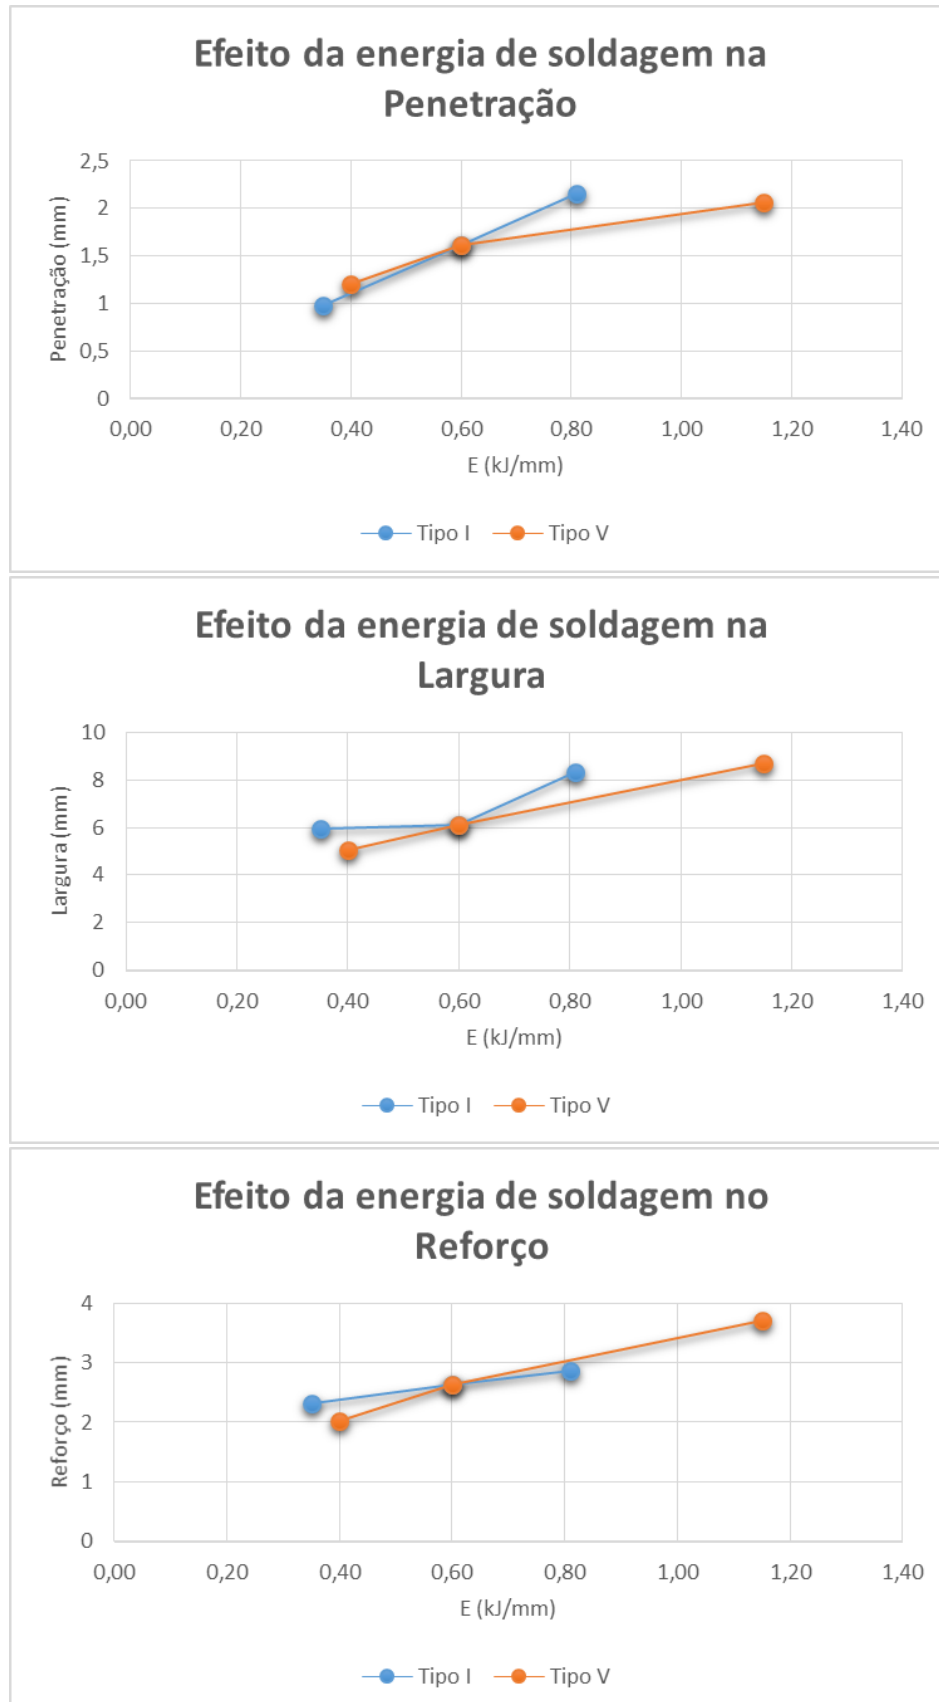 Efeito da energia de soldagem na
Penetração
2,5
2
1,5
1
0,5
0
Penetração (mm)
0,00 0,20 0,40 0,60 0,80 1,00 1,20 1,40
E (kJ/mm)
Tipo I Tipo V
Efeito da energia de soldagem na
Largura
10
8
6
4
2
0
Largura (mm)
0,00 0,20 0,40 0,60 0,80 1,00 1,20 1,40
E (kJ/mm)
Tipo I Tipo V
Efeito da energia de soldagem no
Reforço
4
3
2
1
0
Reforço (mm)
0,00 0,20 0,40 0,60 0,80 1,00 1,20 1,40
E (kJ/mm)
Tipo I Tipo V